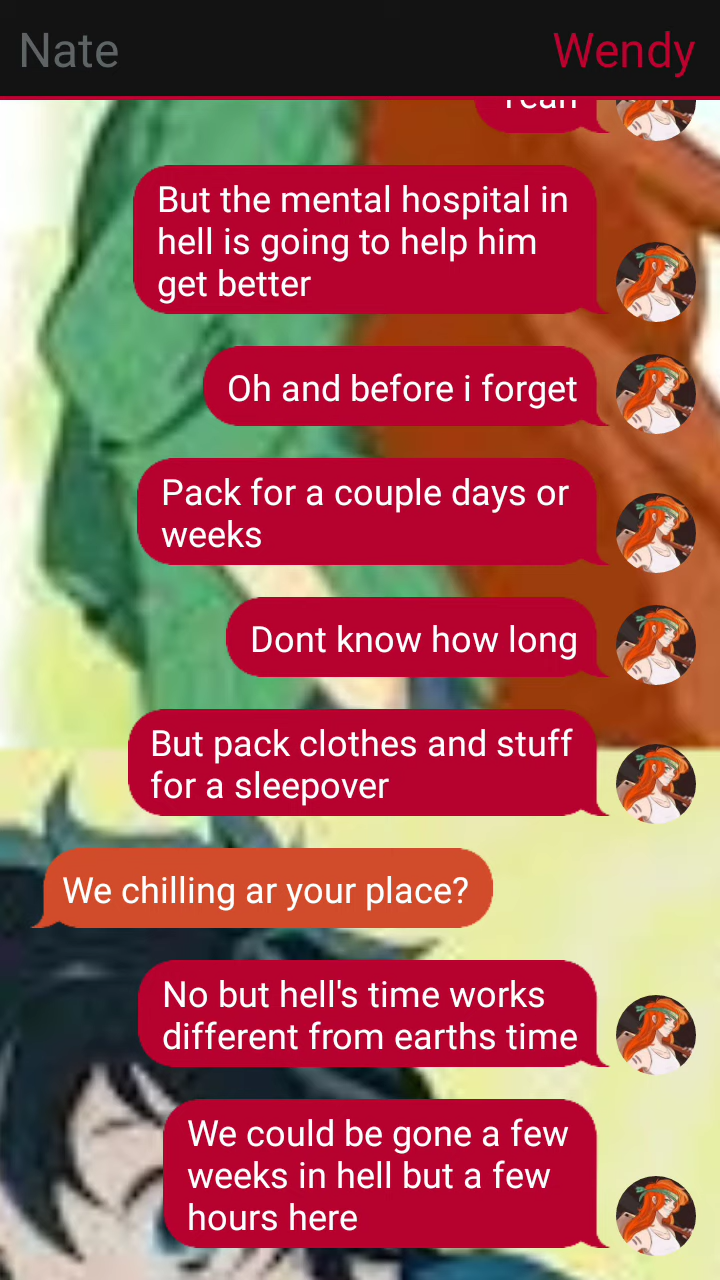 Nate
Wendy
Yeah
But the mental hospital in
hell is going to help him
get better
Oh and before i forget
Pack for a couple days or
weeks
Dont know how long
But pack clothes and stuff
for a sleepover
We chilling ar your place?
No but hell's time works
different from earths time
We could be gone a few
weeks in hell but a few
hours here